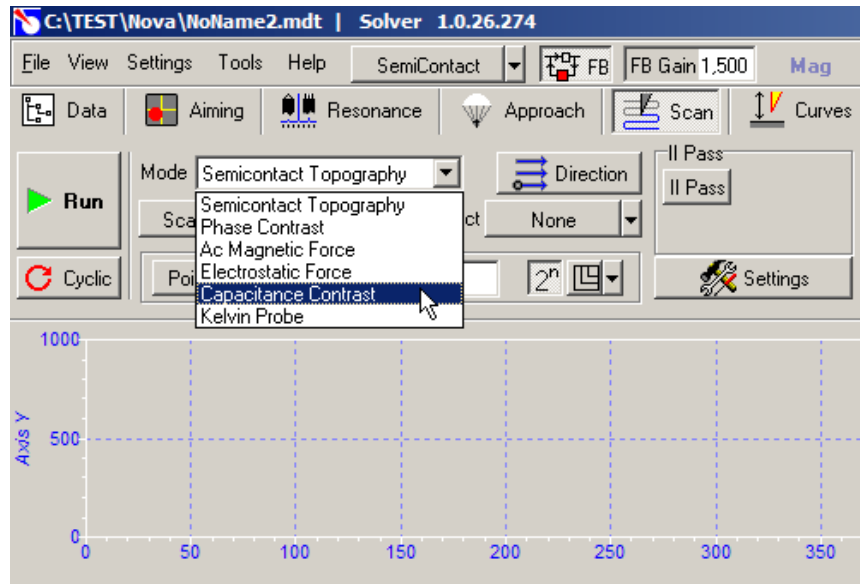 C:\TEST\Nova\NoName2.mdt | Solver 1.0.26.274
File View Settings Tools Help SemiContact FB FB Gain 1,500 Mag
Data Aiming Resonance Approach Scan Curves
Run Mode Semicontact Topography Direction II Pass
II Pass
Semicontact Topography
Sca ct None
Phase Contrast
Ac Magnetic Force
Electrostatic Force
Cyclic Poi 2ⁿ Settings
Capacitance Contrast
Kelvin Probe
1000
Axis Y
500
0
0 50 100 150 200 250 300 350